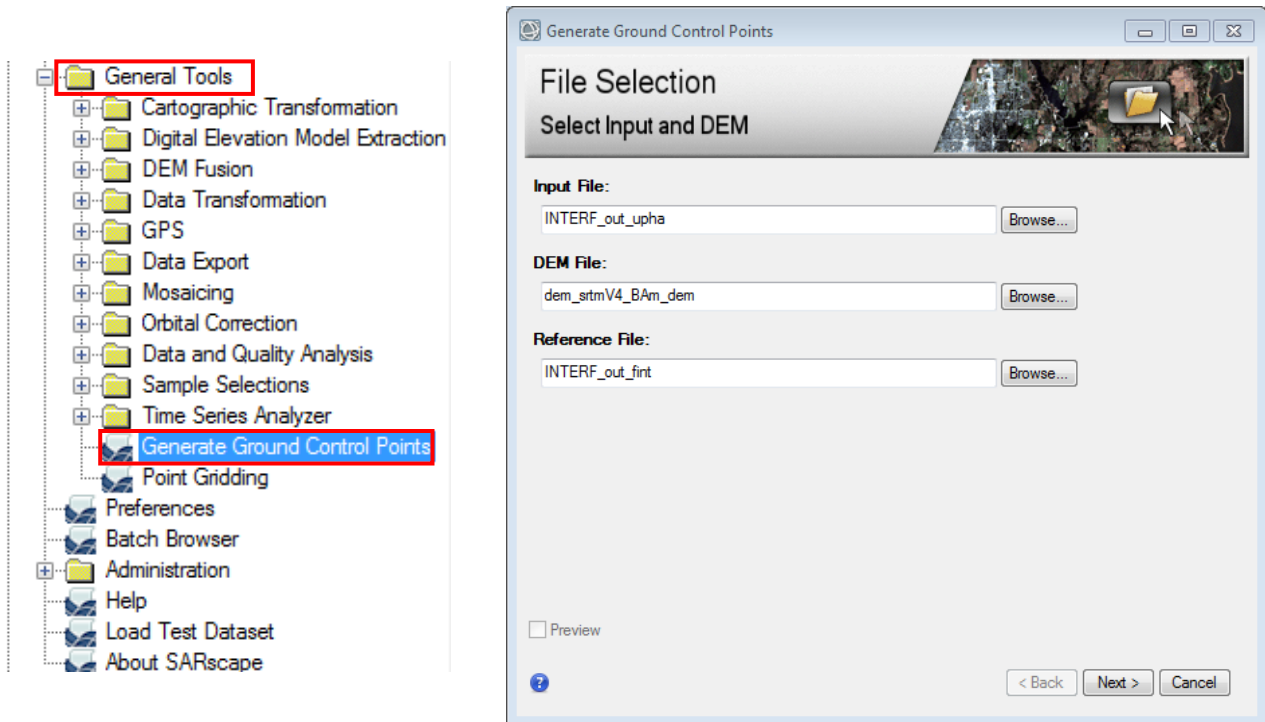 General Tools
Cartographic Transformation
Digital Elevation Model Extraction
DEM Fusion
Data Transformation
GPS
Data Export
Mosaicing
Orbital Correction
Data and Quality Analysis
Sample Selections
Time Series Analyzer
Generate Ground Control Points
Point Gridding
Preferences
Batch Browser
Administration
Help
Load Test Dataset
About SARscape
Generate Ground Control Points
File Selection
Select Input and DEM
Input File:
INTERF_out_upha
Browse...
DEM File:
dem_srtmV4_BAm_dem
Browse...
Reference File:
INTERF_out_fint
Browse...
Preview
?
< Back Next > Cancel